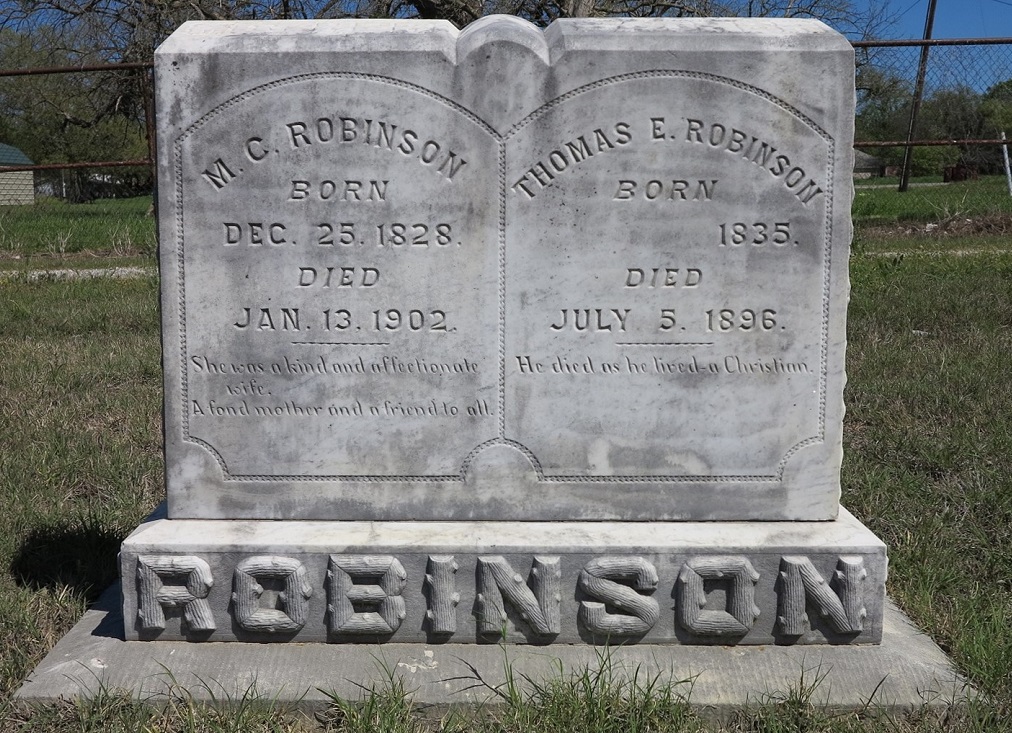 M. C. ROBINSON
BORN
DEC. 25. 1828.
DIED
JAN. 13. 1902.
She was a kind and affectionate
wife.
A fond mother and a friend to all.
THOMAS E. ROBINSON
BORN
1835.
DIED
JULY 5. 1896.
He died as he lived-a Christian.
ROBINSON